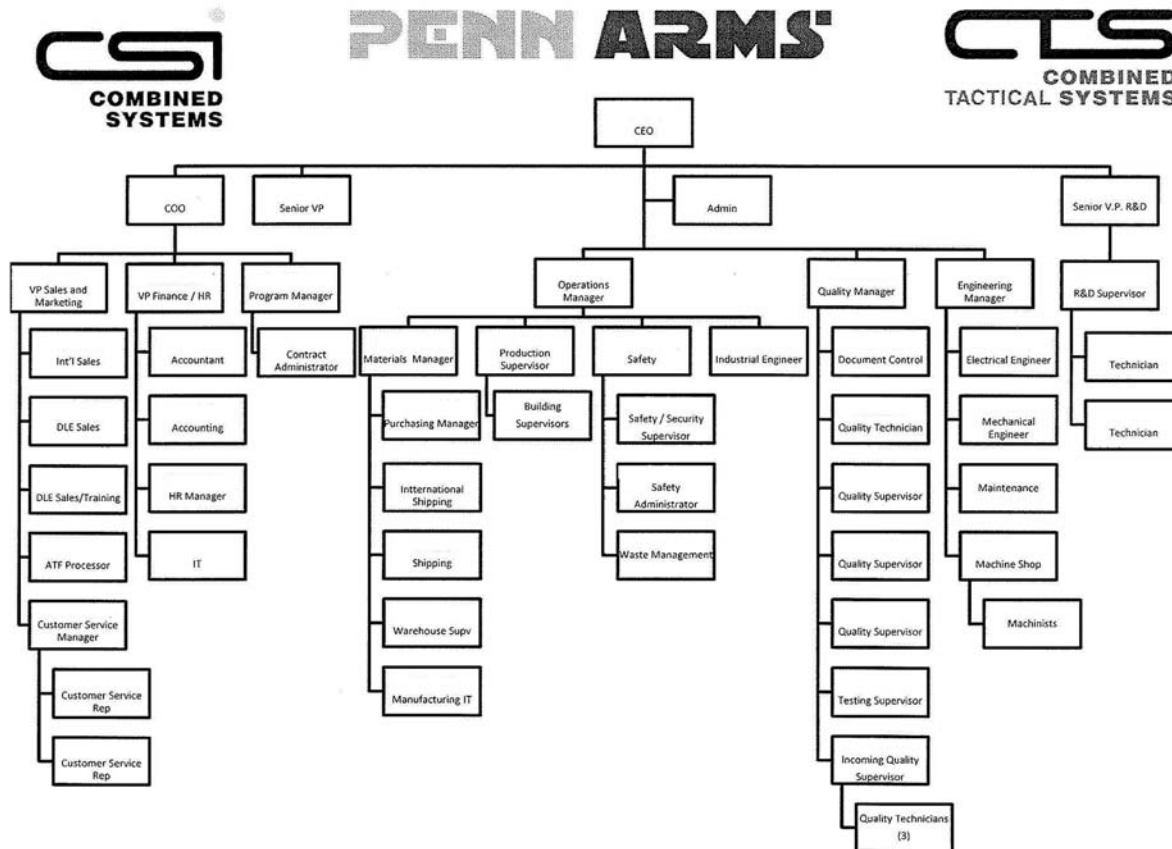 CSI
COMBINED
SYSTEMS
PENN ARMS
CTS
COMBINED
TACTICAL SYSTEMS
CEO
COO
Senior VP
Admin
Senior V.P. R&D
VP Sales and
Marketing
VP Finance / HR
Program Manager
Operations
Manager
Quality Manager
Engineering
Manager
R&D Supervisor
Int'l Sales
DLE Sales
DLE Sales/Training
ATF Processor
Customer Service
Manager
Customer Service
Rep
Customer Service
Rep
Accountant
Accounting
HR Manager
IT
Contract
Administrator
Materials Manager
Production
Supervisor
Safety
Industrial Engineer
Purchasing Manager
Intternational
Shipping
Shipping
Warehouse Supv
Manufacturing IT
Building
Supervisors
Safety / Security
Supervisor
Safety
Administrator
Waste Management
Document Control
Quality Technician
Quality Supervisor
Quality Supervisor
Quality Supervisor
Testing Supervisor
Incoming Quality
Supervisor
Quality Technicians
(3)
Electrical Engineer
Mechanical
Engineer
Maintenance
Machine Shop
Machinists
Technician
Technician